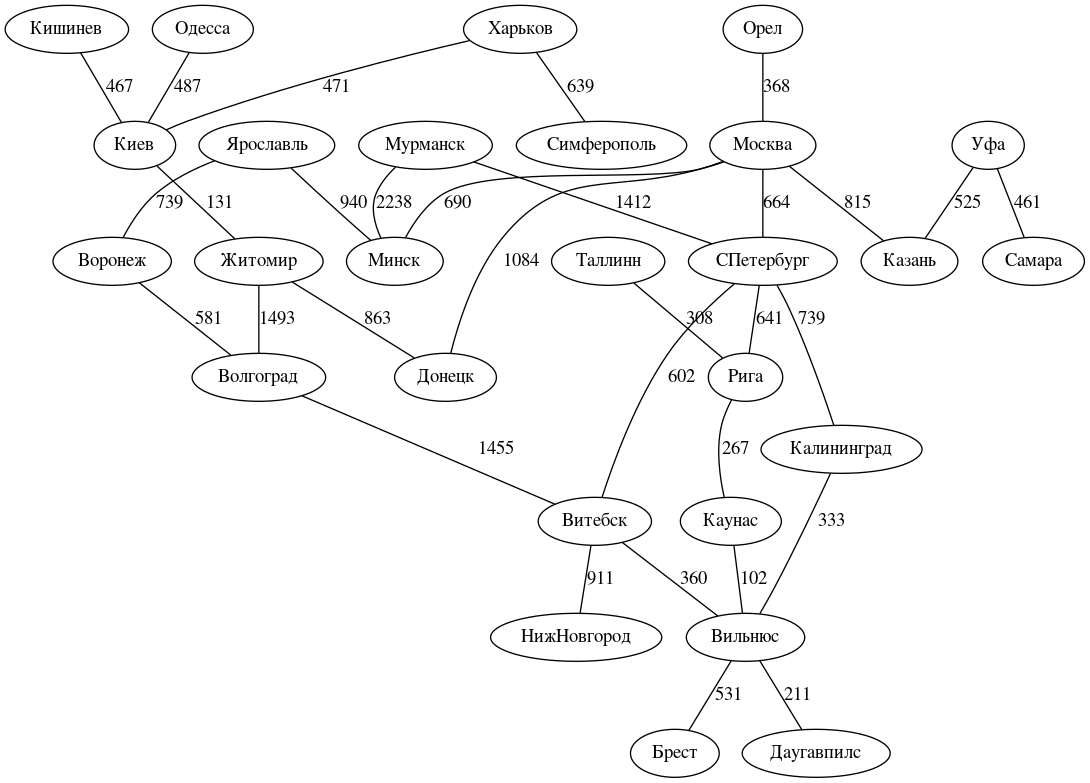 Кишинев Одесса Харьков Орел
467 487 471 639 368
Киев Ярославль Мурманск Симферополь Москва Уфа
739 131 940 2238 690 1412 664 815 525 461
Воронеж Житомир Минск Таллинн СПетербург Казань Самара
1084
581 1493 863 308 641 739
Волгоград Донецк 602 Рига
1455 267 Калининград
Витебск Каунас 333
911 360 102
НижНовгород Вильнюс
531 211
Брест Даугавпилс